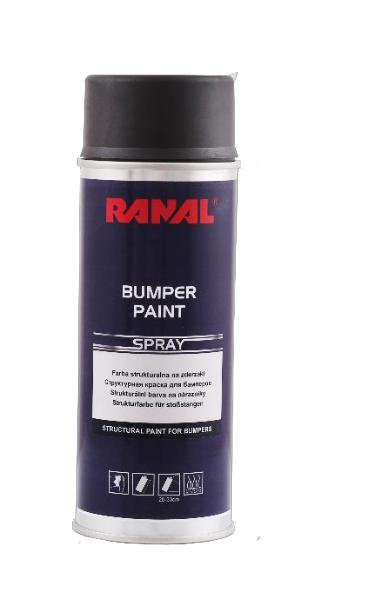 RANAL®
BUMPER
PAINT
SPRAY
Farba strukturalna na zderzaki
Структурная краска для бамперов
Strukturální barva na nárazníky
Strukturfarbe für stoßstangen
STRUCTURAL PAINT FOR BUMPERS